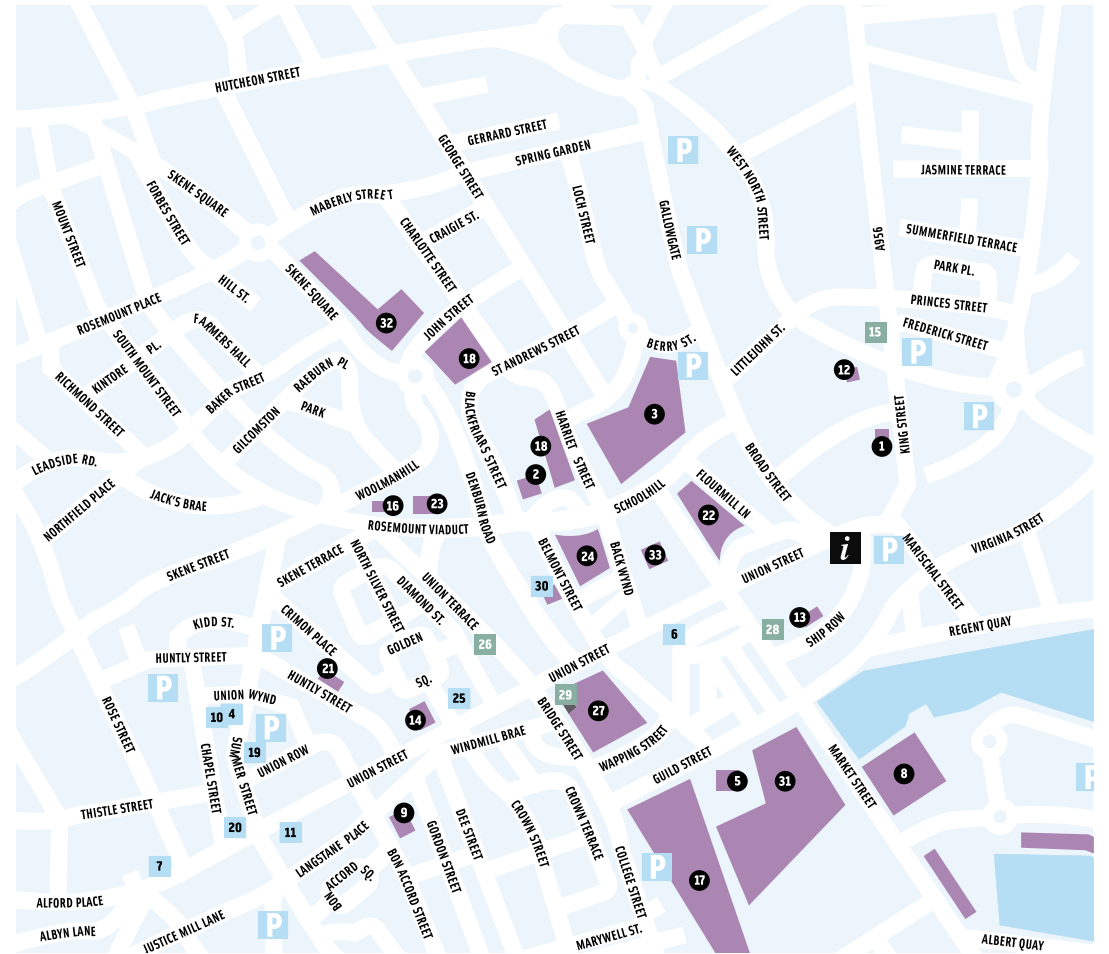 HUTCHEON STREET
GERRARD STREET
GEORGE STREET
SPRING GARDEN
P
WEST NORTH STREET
JASMINE TERRACE
SKENE SQUARE
FORBES STREET
MABERLY STREET
MOUNT STREET
LOCH STREET
GALLOWGATE
P
CRAIGIE ST.
CHARLOTTE STREET
A956
SUMMERFIELD TERRACE
PARK PL.
HILL ST.
SKENE SQUARE
PRINCES STREET
ROSEMOUNT PLACE
JOHN STREET
32
FARMERS HALL
15
FREDERICK STREET
SOUTH MOUNT STREET
KINTORE PL.
18
ST ANDREWS STREET
BERRY ST.
P
LITTLEJOHN ST.
P
12
RICHMOND STREET
BAKER STREET
RAEBURN PL
PARK
GILCOMSTON
BLACKFRIARS STREET
3
KING STREET
P
HARRIET STREET
18
1
2
LEADSIDE RD.
NORTHFIELD PLACE
JACK'S BRAE
WOOLMANHILL
16
23
ROSEMOUNT VIADUCT
DENBURN ROAD
SCHOOLHILL
BROAD STREET
FLOURMILL LN
22
SKENE STREET
SKENE TERRACE
NORTH SILVER STREET
BELMONT STREET
24
BACK WYND
33
UNION STREET
i
P
MARISCHAL STREET
VIRGINIA STREET
UNION TERRACE
DIAMOND ST.
30
CRIMON PLACE
KIDD ST.
P
GOLDEN
SQ.
26
6
28
13
SHIP ROW
REGENT QUAY
HUNTLY STREET
21
HUNTLY STREET
UNION STREET
P
UNION WYND
10
4
P
25
14
29
27
BRIDGE STREET
ROSE STREET
CHAPEL STREET
SUMMER STREET
19
UNION ROW
UNION STREET
WINDMILL BRAE
WAPPING STREET
GUILD STREET
5
31
MARKET STREET
8
P
THISTLE STREET
20
11
9
LANGSTANE PLACE
GORDON STREET
DEE STREET
CROWN STREET
CROWN TERRACE
COLLEGE STREET
P
17
7
BON
ACCORD
SQ.
BON ACCORD STREET
ALFORD PLACE
ALBYN LANE
JUSTICE MILL LANE
P
MARYWELL ST.
ALBERT QUAY